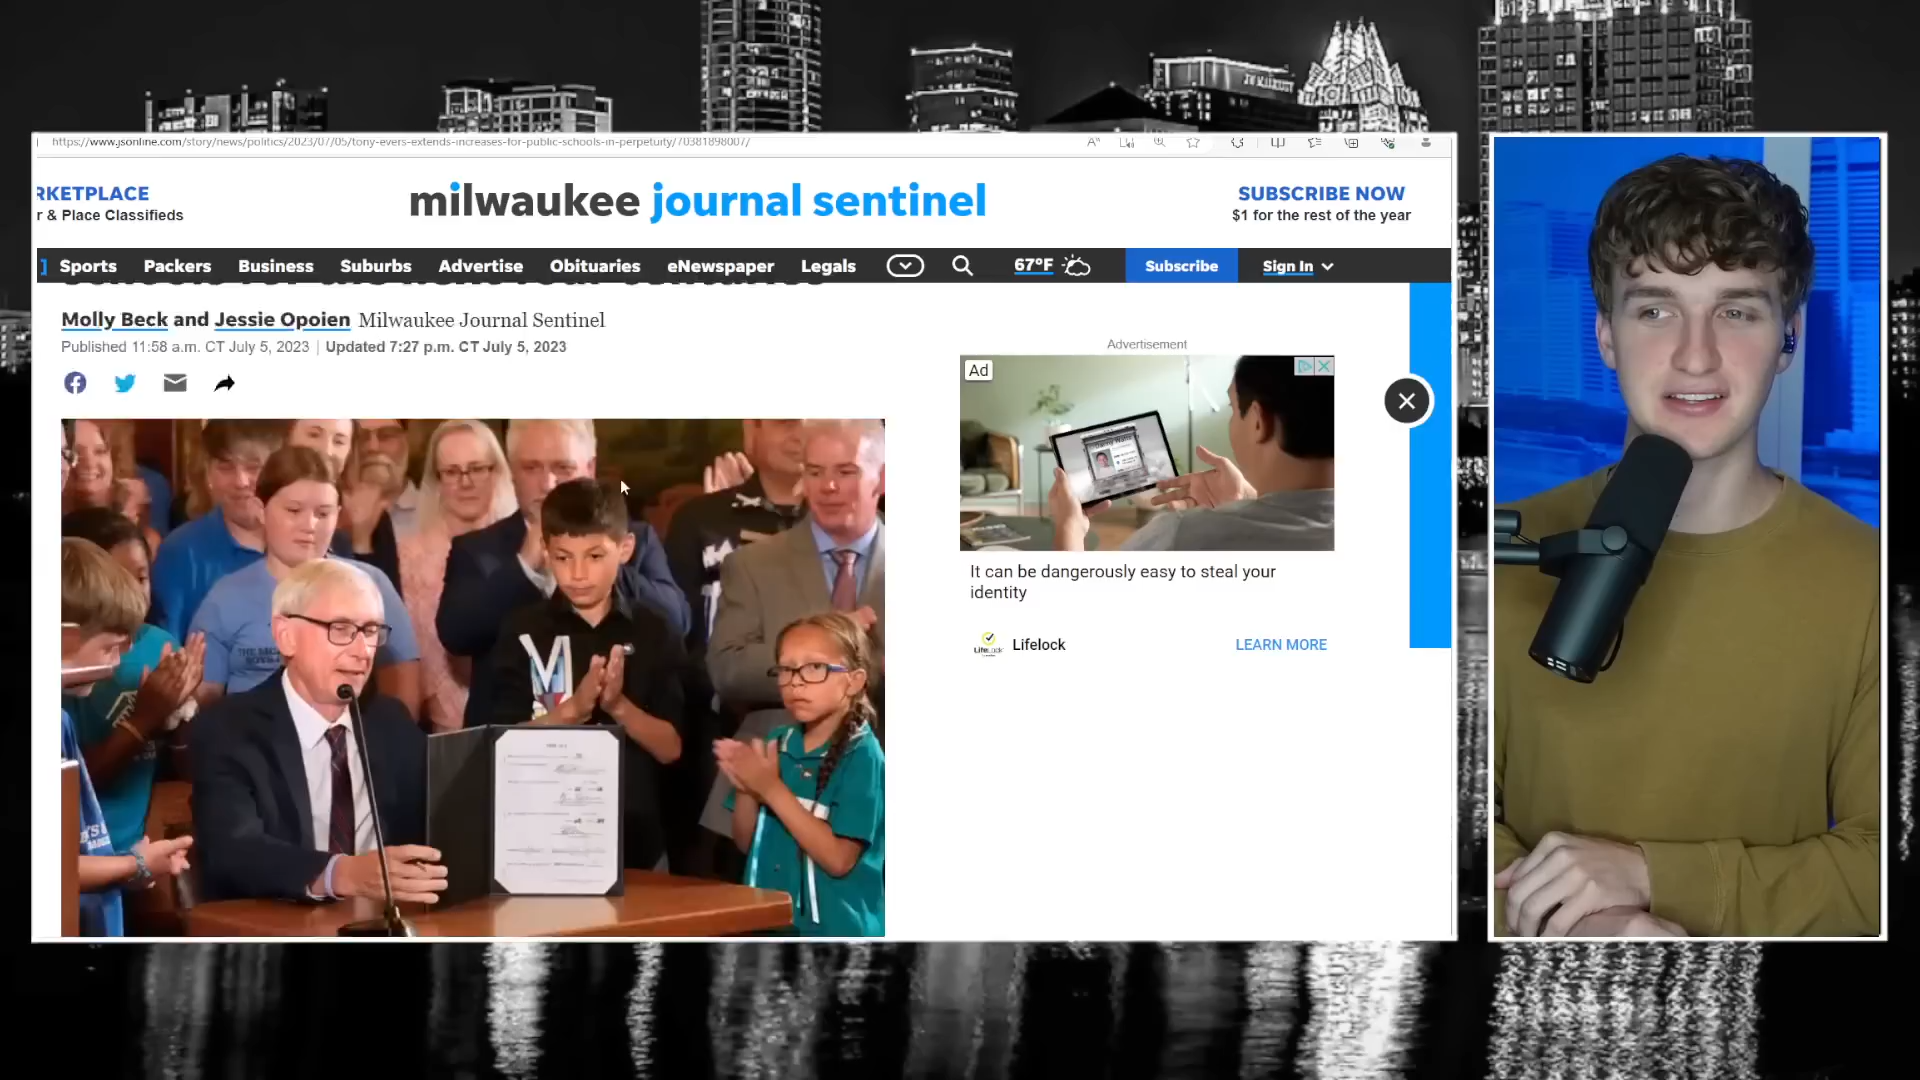 https://www.jsonline.com/story/news/politics/2023/07/05/tony-evers-extends-increases-for-public-schools-in-perpetuity/70381898007/
RKETPLACE
r & Place Classifieds
milwaukee journal sentinel
SUBSCRIBE NOW
$1 for the rest of the year
Sports Packers Business Suburbs Advertise Obituaries eNewspaper Legals 67°F Subscribe Sign In
Molly Beck and Jessie Opoien Milwaukee Journal Sentinel
Published 11:58 a.m. CT July 5, 2023 | Updated 7:27 p.m. CT July 5, 2023
Advertisement
Ad
It can be dangerously easy to steal your
identity
Lifelock
LEARN MORE